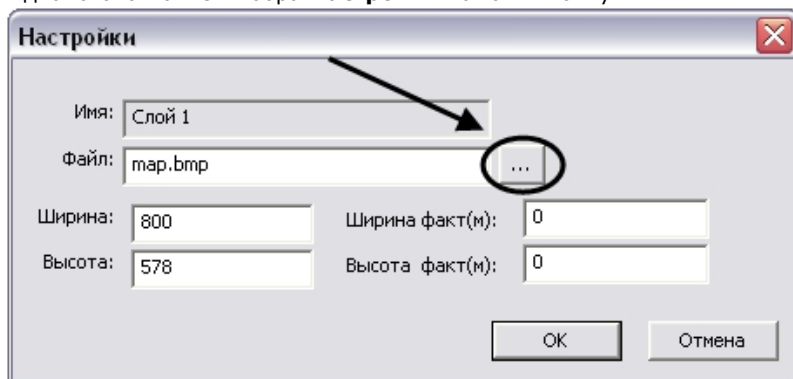 Настройки
Имя: Слой 1
Файл: map.bmp ...
Ширина: 800 Ширина факт(м): 0
Высота: 578 Высота факт(м): 0
OK Отмена